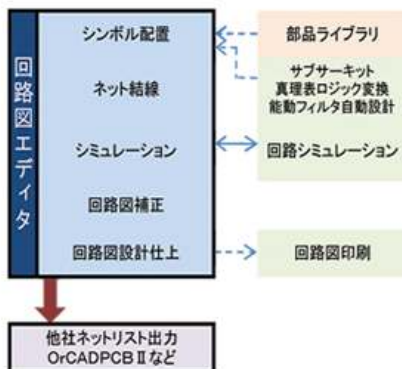 回路図エディタ
シンボル配置
ネット結線
シミュレーション
回路図補正
回路図設計仕上
部品ライブラリ
サブサーキット
真理表ロジック変換
能動フィルタ自動設計
回路シミュレーション
回路図印刷
他社ネットリスト出力
OrCADPCBⅡなど